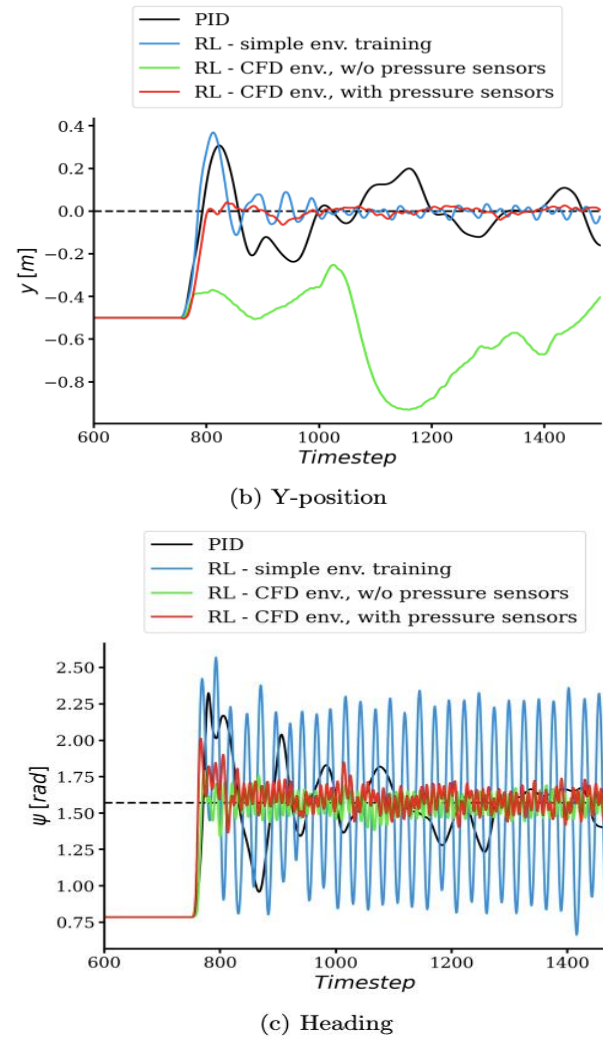 PID
RL - simple env. training
RL - CFD env., w/o pressure sensors
RL - CFD env., with pressure sensors
0.4
0.2
0.0
−0.2
−0.4
−0.6
−0.8
y [m]
600 800 1000 1200 1400
Timestep
(b) Y-position
PID
RL - simple env. training
RL - CFD env., w/o pressure sensors
RL - CFD env., with pressure sensors
2.50
2.25
2.00
1.75
1.50
1.25
1.00
0.75
ψ [rad]
600 800 1000 1200 1400
Timestep
(c) Heading